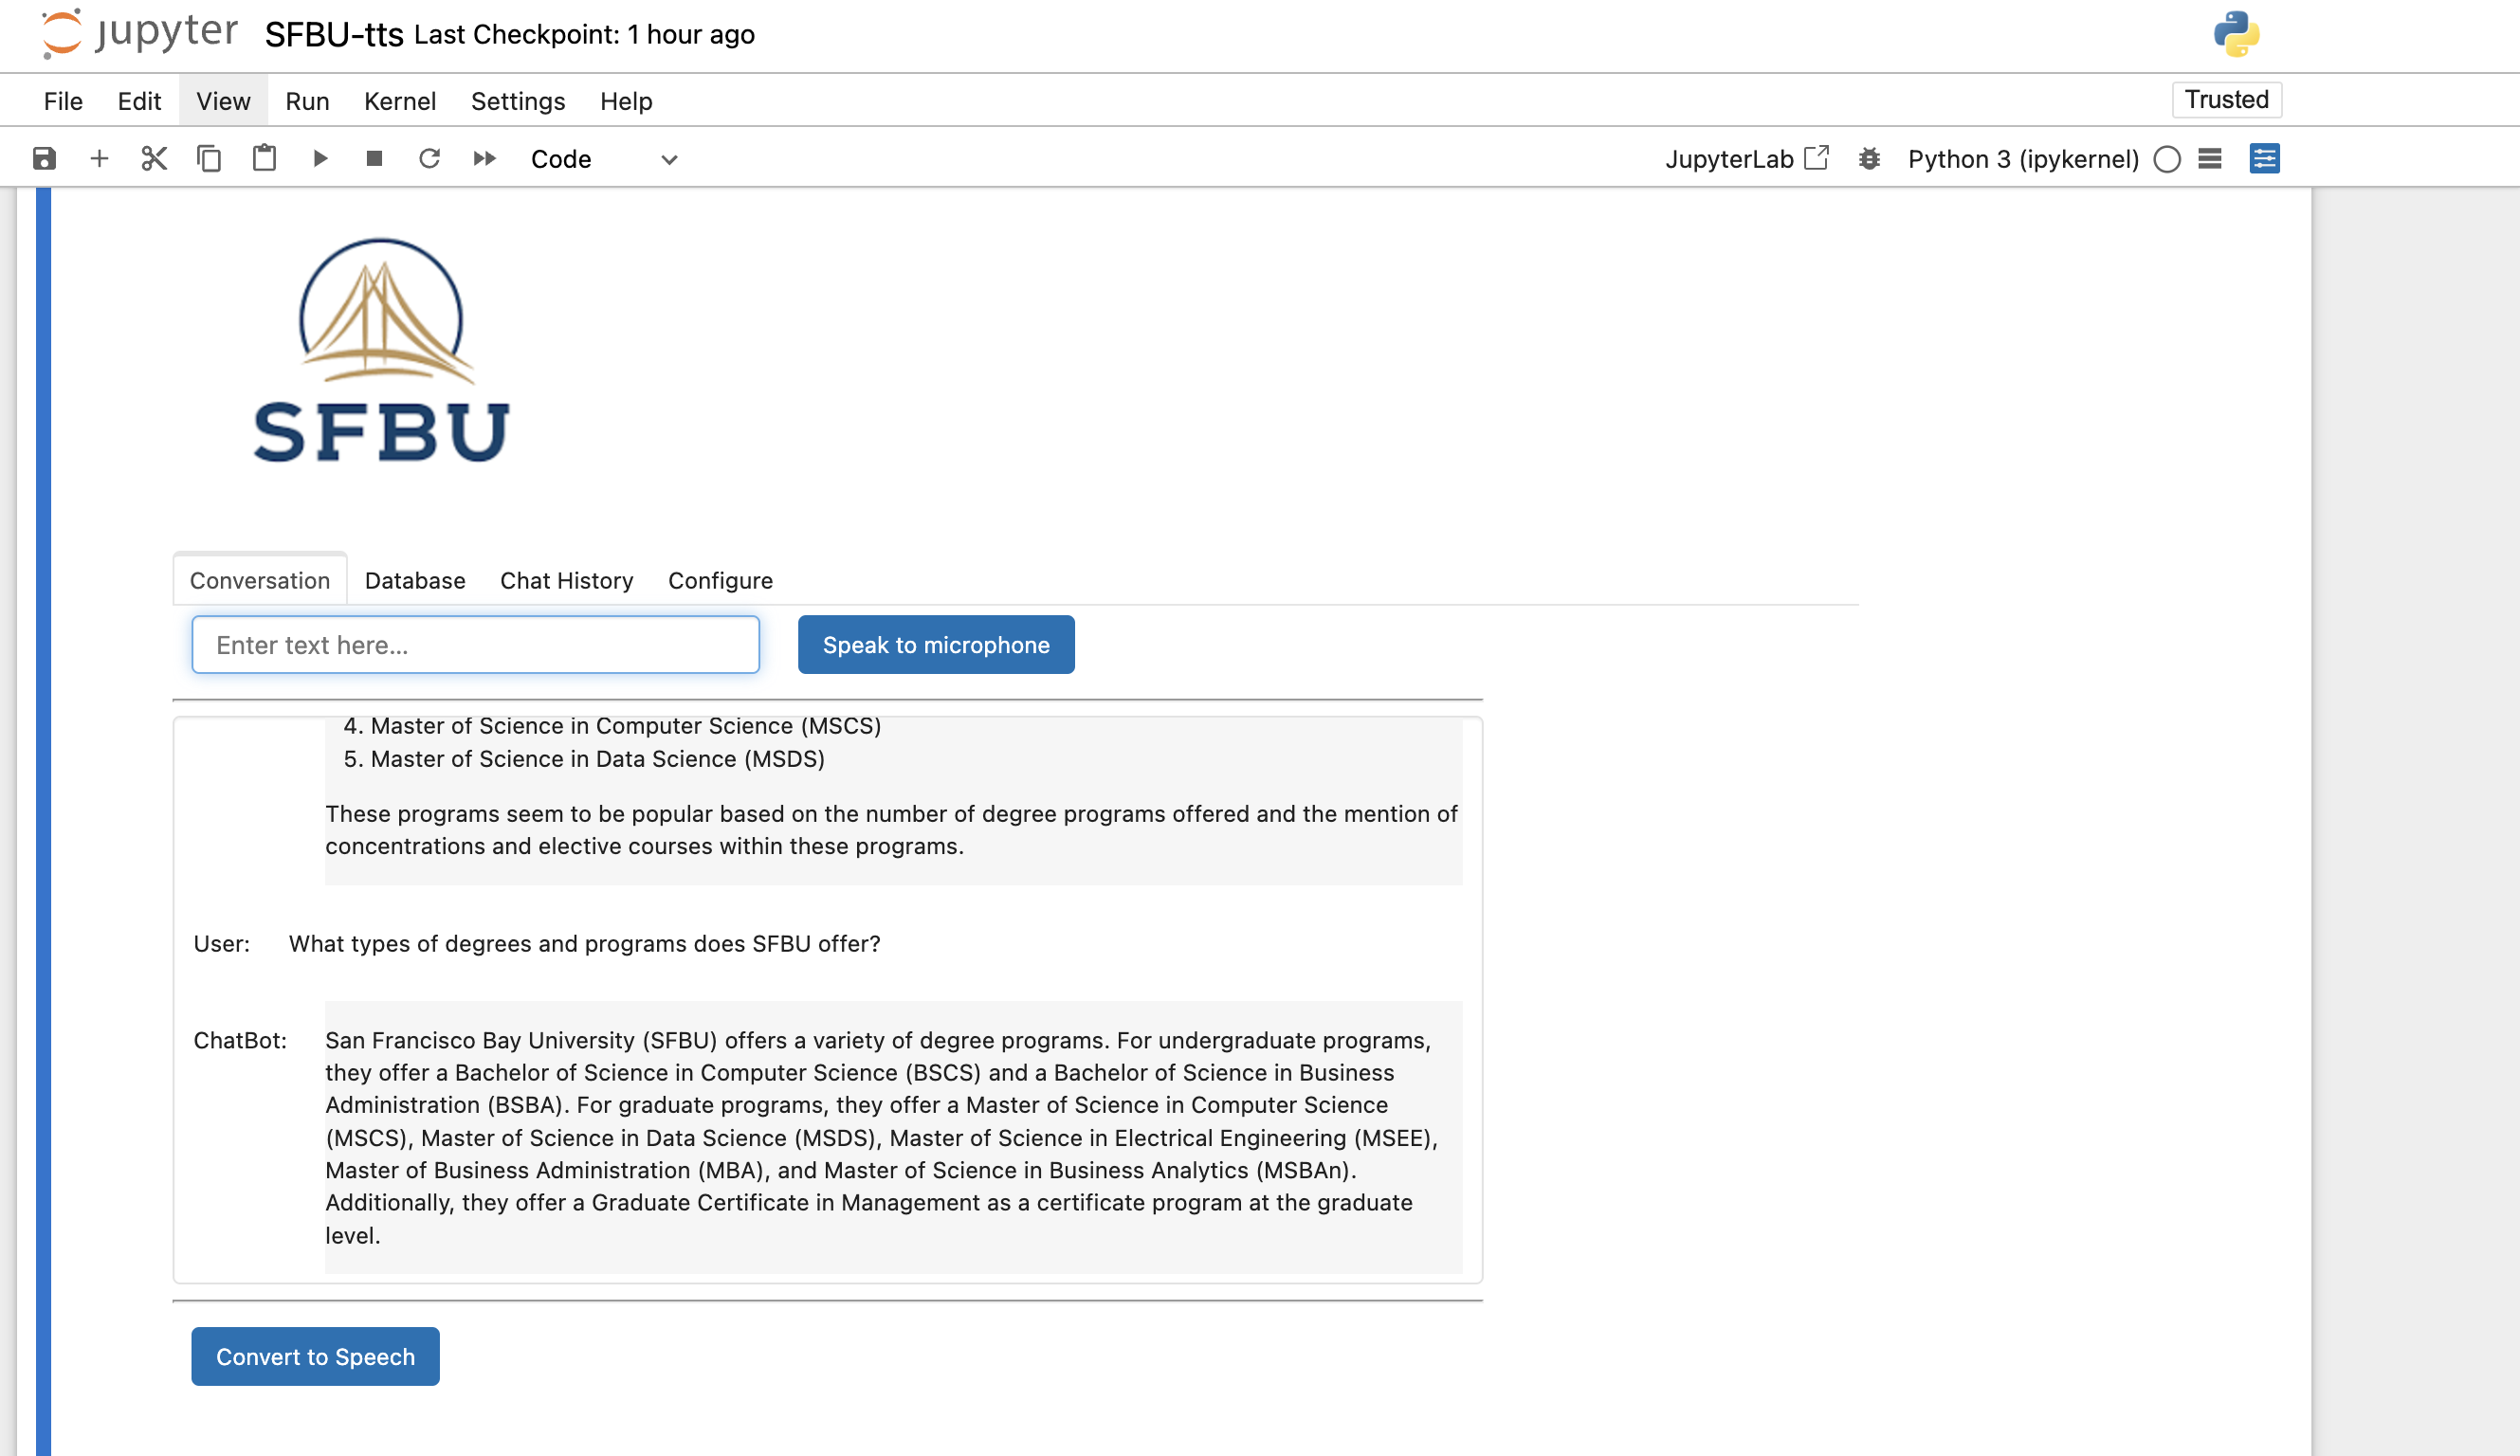 jupyter SFBU-tts Last Checkpoint: 1 hour ago
File Edit View Run Kernel Settings Help
Trusted
Code
JupyterLab Python 3 (ipykernel)
SFBU
Conversation Database Chat History Configure
Enter text here...
Speak to microphone
4. Master of Science in Computer Science (MSCS)
5. Master of Science in Data Science (MSDS)
These programs seem to be popular based on the number of degree programs offered and the mention of
concentrations and elective courses within these programs.
User: What types of degrees and programs does SFBU offer?
ChatBot: San Francisco Bay University (SFBU) offers a variety of degree programs. For undergraduate programs,
they offer a Bachelor of Science in Computer Science (BSCS) and a Bachelor of Science in Business
Administration (BSBA). For graduate programs, they offer a Master of Science in Computer Science
(MSCS), Master of Science in Data Science (MSDS), Master of Science in Electrical Engineering (MSEE),
Master of Business Administration (MBA), and Master of Science in Business Analytics (MSBAn).
Additionally, they offer a Graduate Certificate in Management as a certificate program at the graduate
level.
Convert to Speech